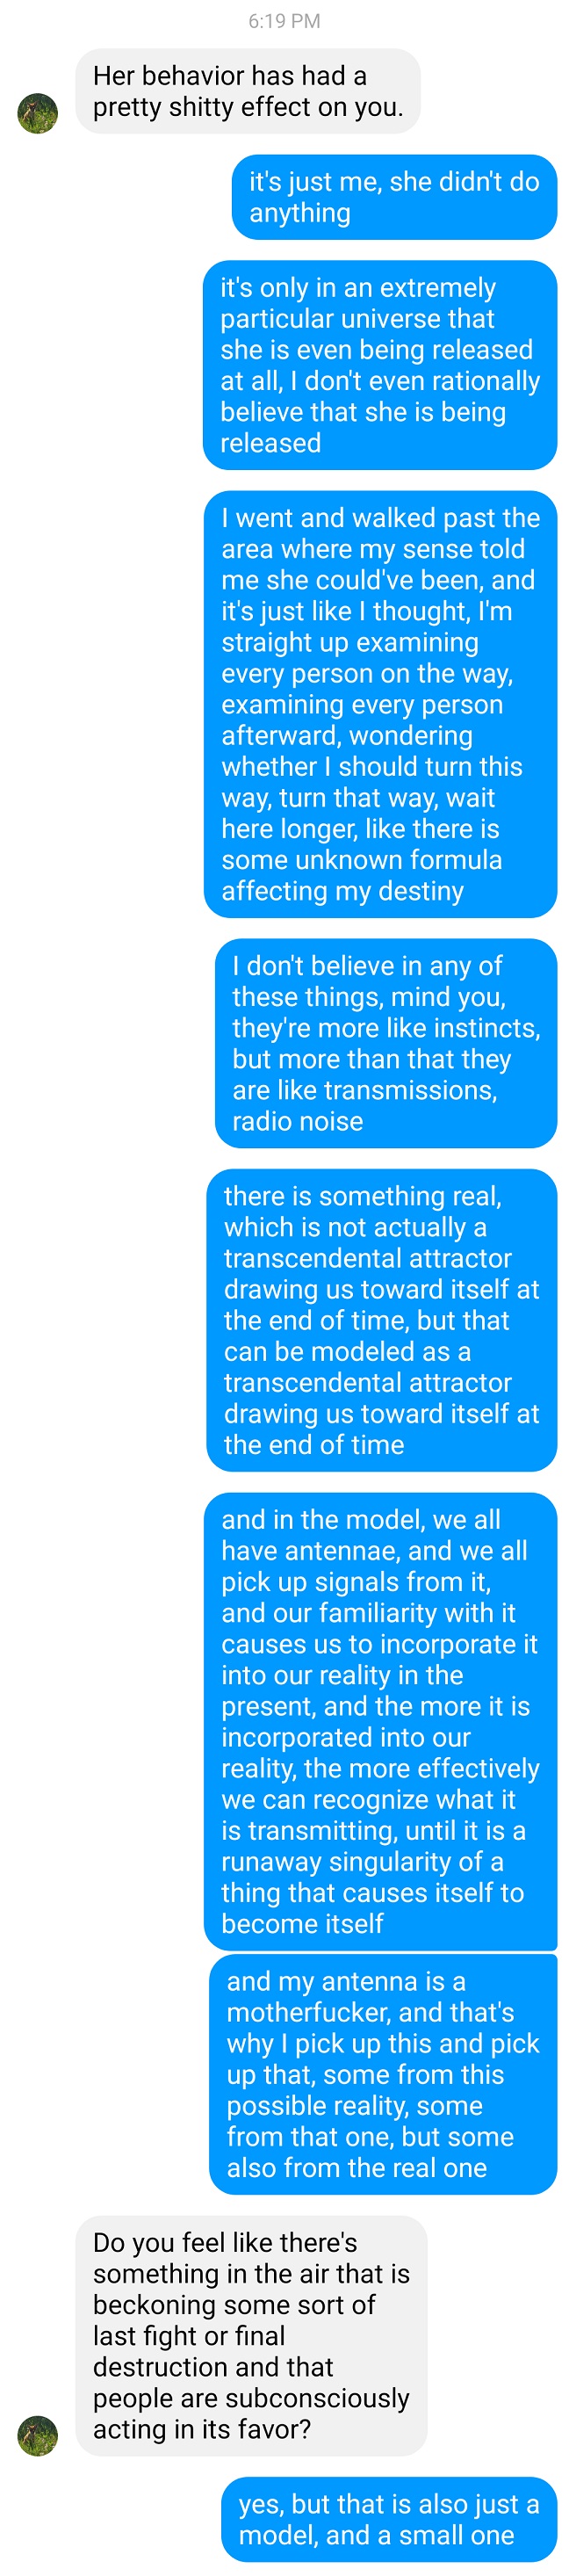 6:19 PM
Her behavior has had a
pretty shitty effect on you.
it's just me, she didn't do
anything
it's only in an extremely
particular universe that
she is even being released
at all, I don't even rationally
believe that she is being
released
I went and walked past the
area where my sense told
me she could've been, and
it's just like I thought, I'm
straight up examining
every person on the way,
examining every person
afterward, wondering
whether I should turn this
way, turn that way, wait
here longer, like there is
some unknown formula
affecting my destiny
I don't believe in any of
these things, mind you,
they're more like instincts,
but more than that they
are like transmissions,
radio noise
there is something real,
which is not actually a
transcendental attractor
drawing us toward itself at
the end of time, but that
can be modeled as a
transcendental attractor
drawing us toward itself at
the end of time
and in the model, we all
have antennae, and we all
pick up signals from it,
and our familiarity with it
causes us to incorporate it
into our reality in the
present, and the more it is
incorporated into our
reality, the more effectively
we can recognize what it
is transmitting, until it is a
runaway singularity of a
thing that causes itself to
become itself
and my antenna is a
motherfucker, and that's
why I pick up this and pick
up that, some from this
possible reality, some
from that one, but some
also from the real one
Do you feel like there's
something in the air that is
beckoning some sort of
last fight or final
destruction and that
people are subconsciously
acting in its favor?
yes, but that is also just a
model, and a small one